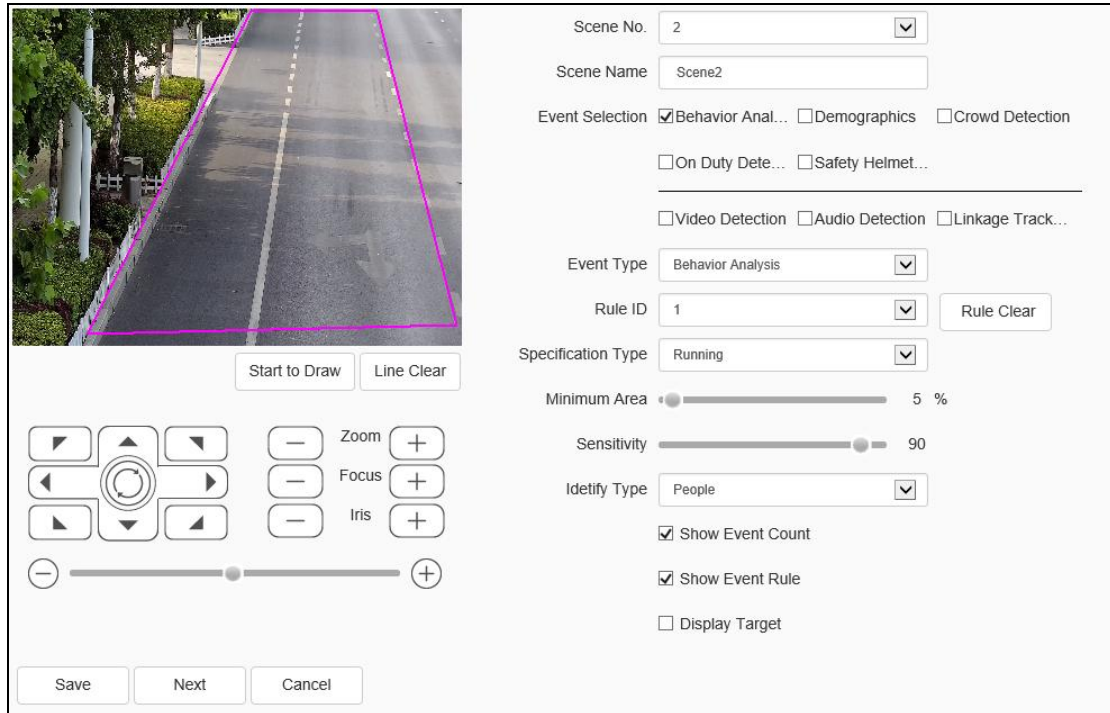 Scene No. 2
Scene Name Scene2
Event Selection Behavior Anal... Demographics Crowd Detection
On Duty Dete... Safety Helmet...
Video Detection Audio Detection Linkage Track...
Event Type Behavior Analysis
Rule ID 1 Rule Clear
Specification Type Running
Minimum Area 5 %
Sensitivity 90
Idetify Type People
Show Event Count
Show Event Rule
Display Target
Start to Draw Line Clear
Zoom
Focus
Iris
Save Next Cancel